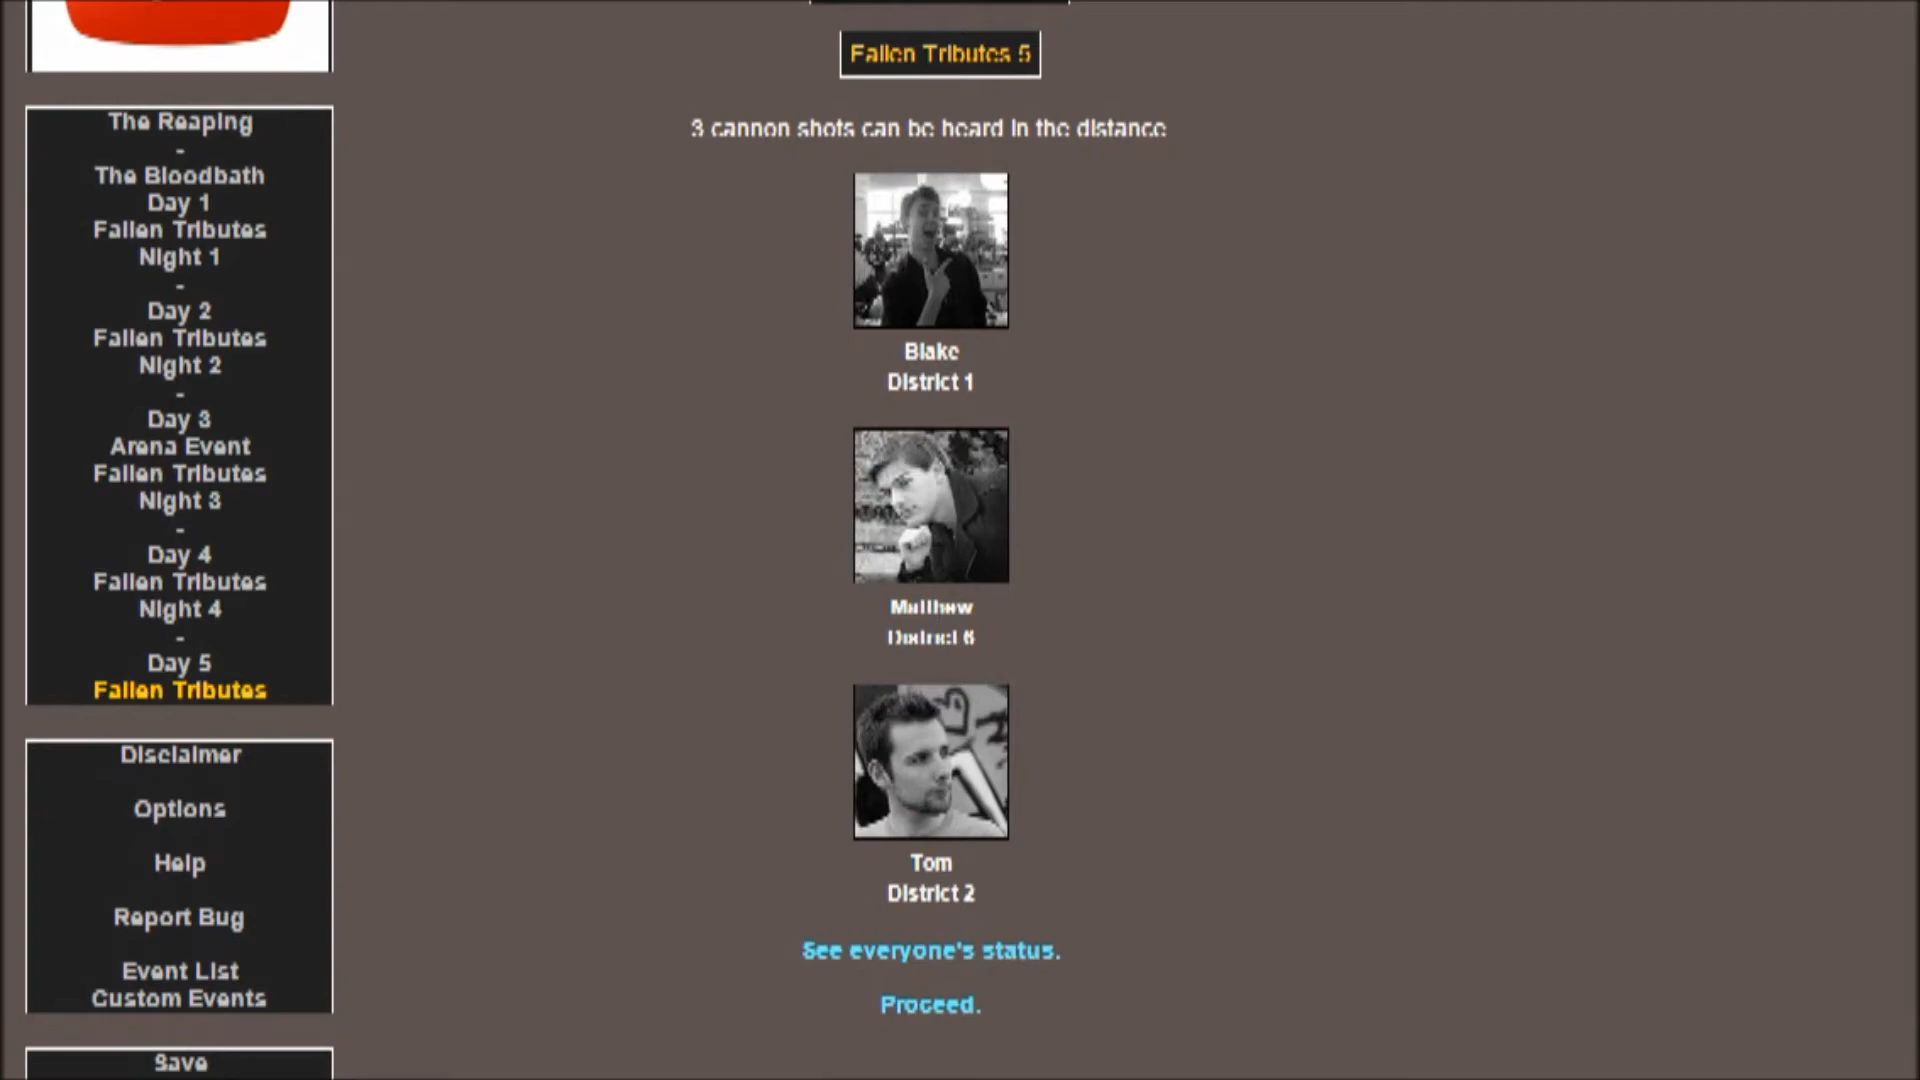 The Reaping
-
The Bloodbath
Day 1
Fallen Tributes
Night 1
-
Day 2
Fallen Tributes
Night 2
-
Day 3
Arena Event
Fallen Tributes
Night 3
-
Day 4
Fallen Tributes
Night 4
-
Day 5
Fallen Tributes
Disclaimer
Options
Help
Report Bug
Event List
Custom Events
Save
Fallen Tributes 5
3 cannon shots can be heard in the distance
Blake
District 1
Matthew
District 6
Tom
District 2
See everyone's status.
Proceed.